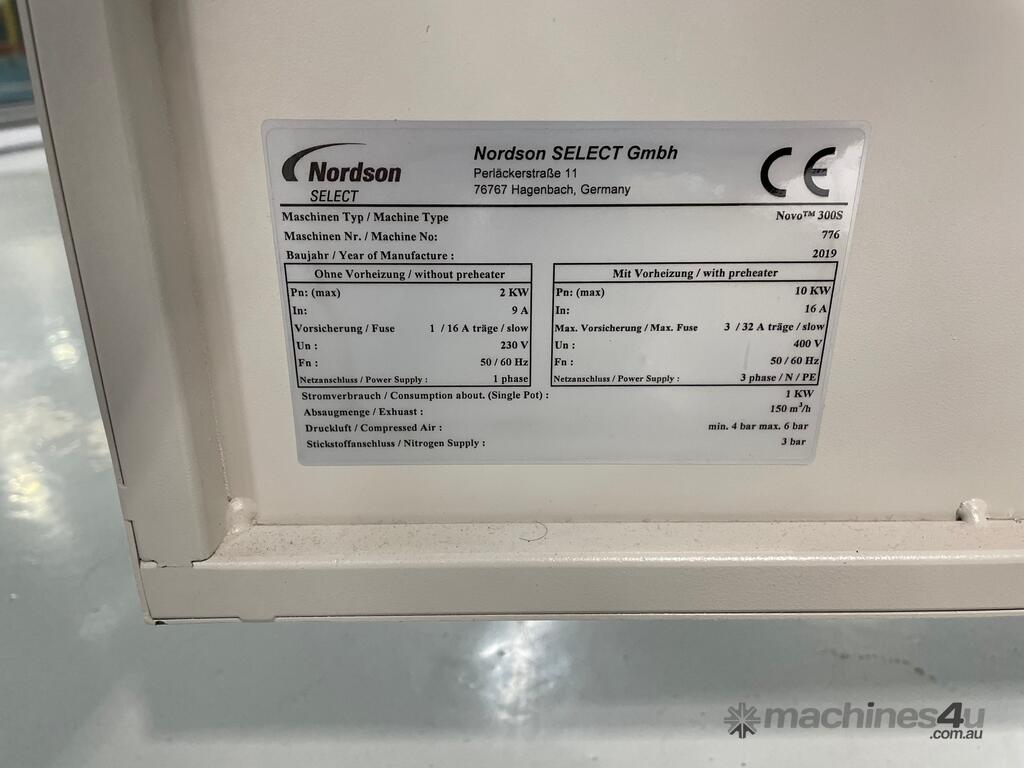 Nordson
SELECT
Nordson SELECT Gmbh
Perläckerstraße 11
76767 Hagenbach, Germany
CE
Maschinen Typ / Machine Type Novo™ 300S
Maschinen Nr. / Machine No: 776
Baujahr / Year of Manufacture : 2019
Ohne Vorheizung / without preheater
Pn: (max) 2 KW
In: 9 A
Vorsicherung / Fuse 1 / 16 A träge / slow
Un : 230 V
Fn : 50 / 60 Hz
Netzanschluss / Power Supply : 1 phase
Mit Vorheizung / with preheater
Pn: (max) 10 KW
In: 16 A
Max. Vorsicherung / Max. Fuse 3 / 32 A träge / slow
Un : 400 V
Fn : 50 / 60 Hz
Netzanschluss / Power Supply : 3 phase / N / PE
Stromverbrauch / Consumption about. (Single Pot) : 1 KW
Absaugmenge / Exhuast : 150 m³/h
Druckluft / Compressed Air : min. 4 bar max. 6 bar
Stickstoffanschluss / Nitrogen Supply : 3 bar
machines4u
.com.au